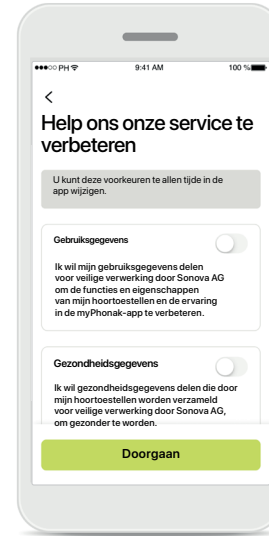 ●●●○○ PH 9:41 AM 100 %
Help ons onze service te
verbeteren
U kunt deze voorkeuren te allen tijde in de
app wijzigen.
Gebruiksgegevens
Ik wil mijn gebruiksgegevens delen
voor veilige verwerking door Sonova AG
om de functies en eigenschappen
van mijn hoortoestellen en de ervaring
in de myPhonak-app te verbeteren.
Gezondheidsgegevens
Ik wil gezondheidsgegevens delen die door
mijn hoortoestellen worden verzameld
voor veilige verwerking door Sonova AG,
om gezonder te worden.
Doorgaan